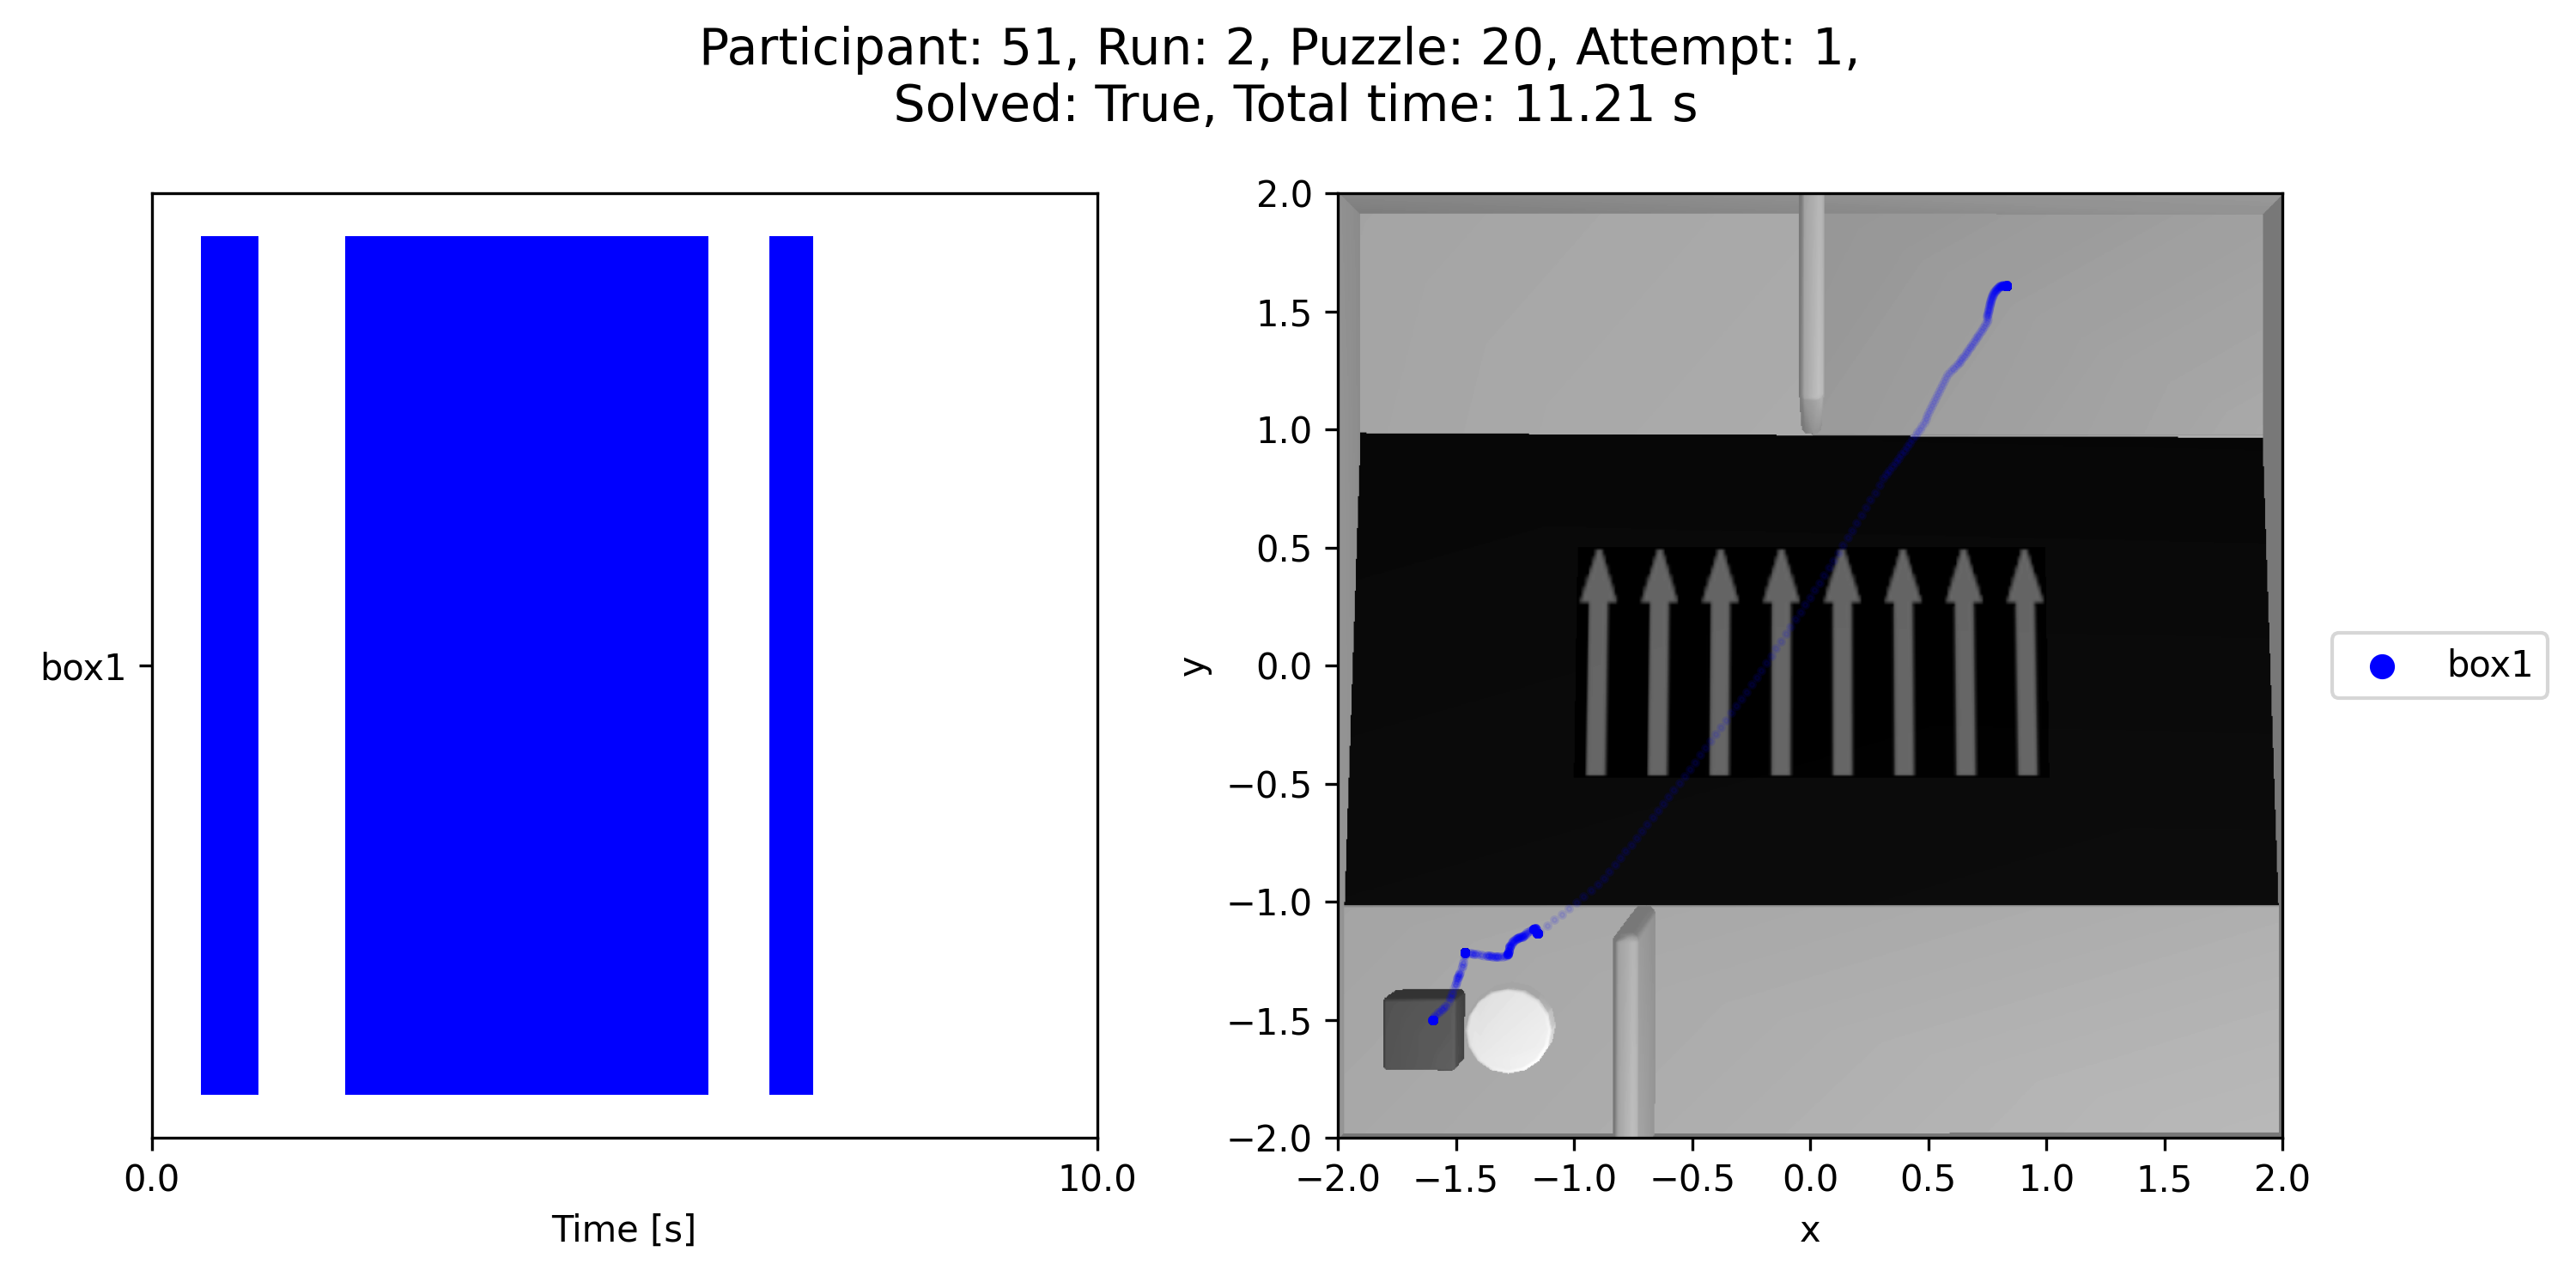 Participant: 51, Run: 2, Puzzle: 20, Attempt: 1,
Solved: True, Total time: 11.21 s
box1
0.0
10.0
Time [s]
y
2.0
1.5
1.0
0.5
0.0
−0.5
−1.0
−1.5
−2.0
−2.0 −1.5 −1.0 −0.5 0.0 0.5 1.0 1.5 2.0
x
box1